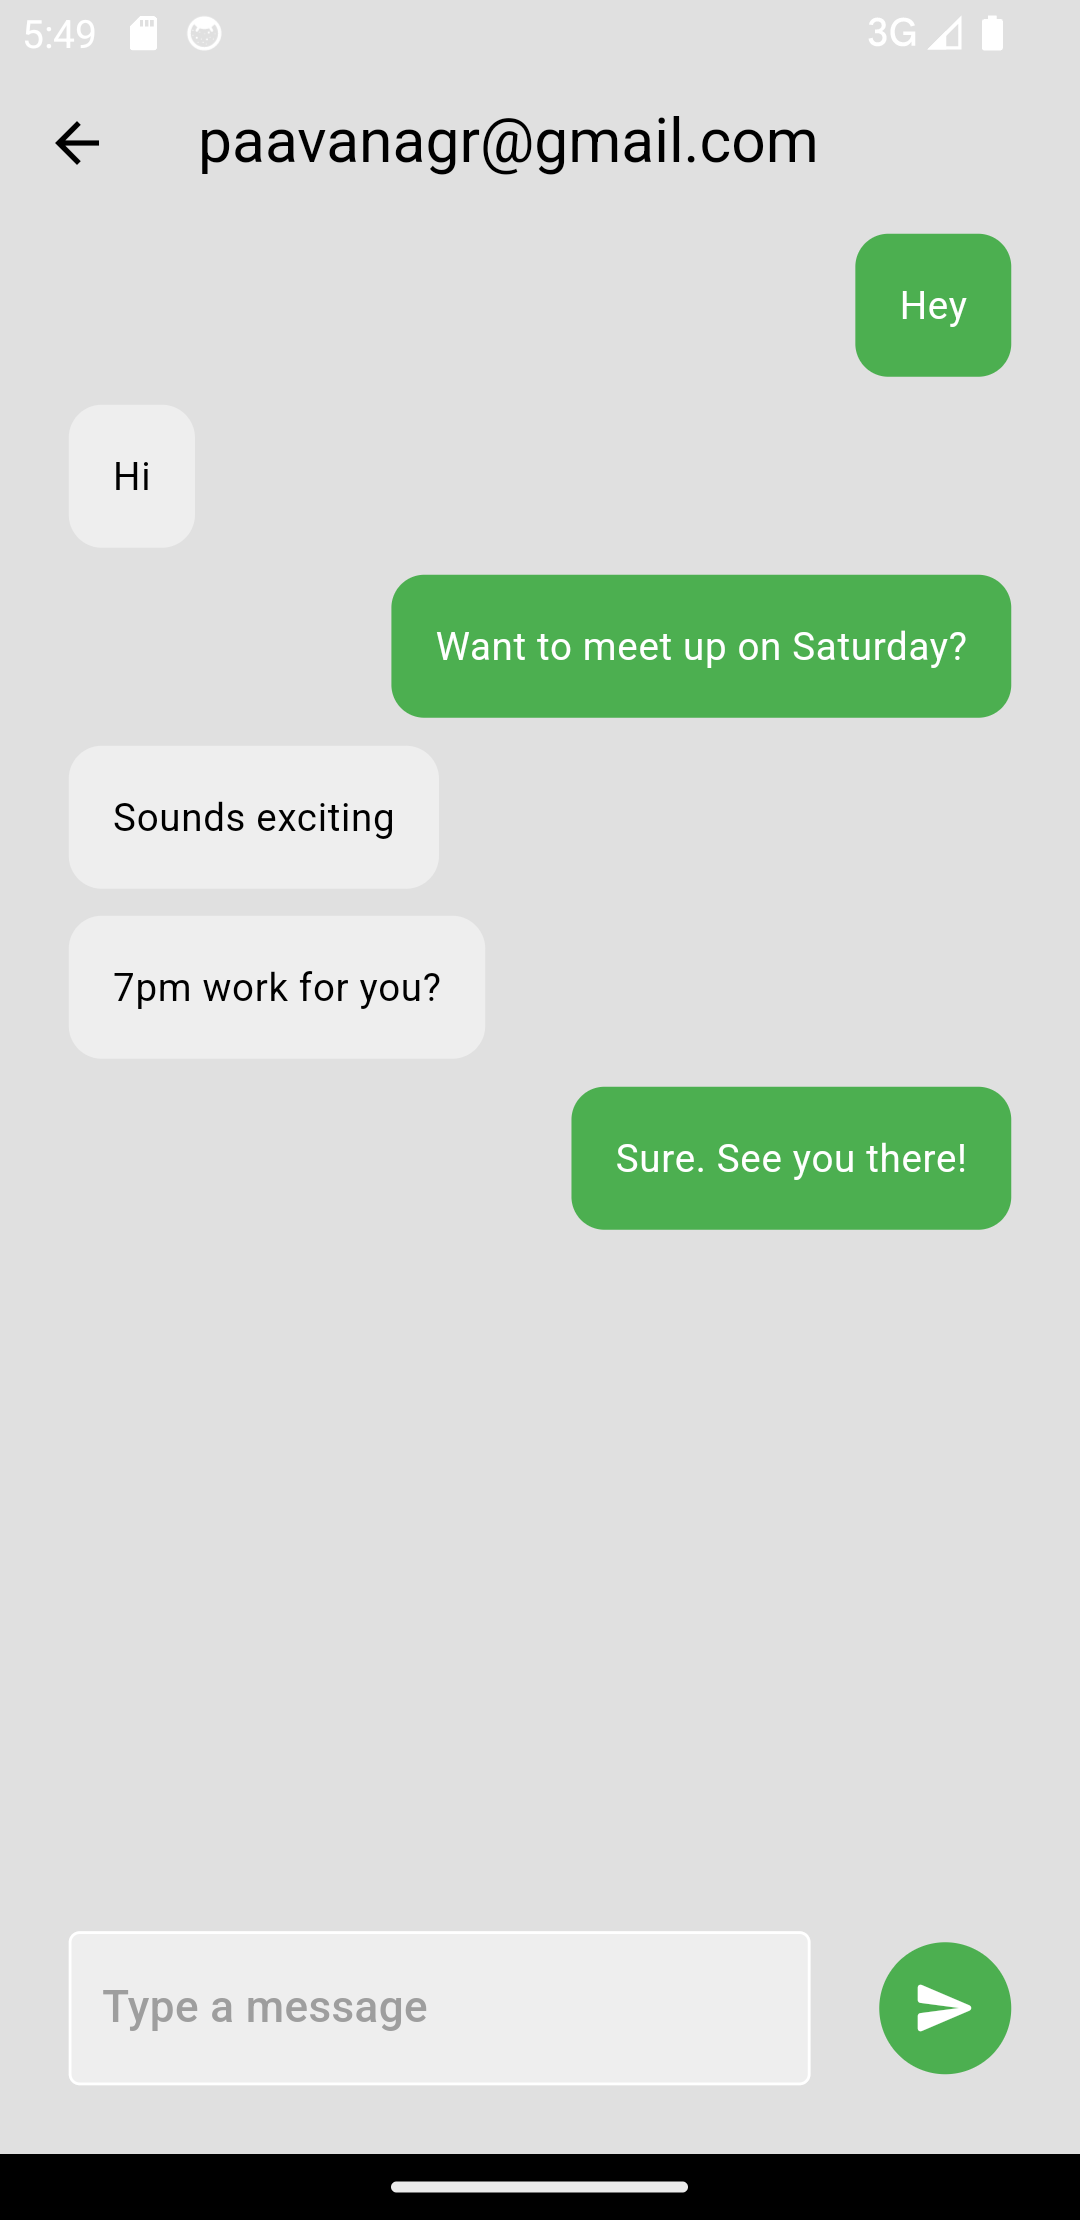 5:49 3G
paavanagr@gmail.com
Hey
Hi
Want to meet up on Saturday?
Sounds exciting
7pm work for you?
Sure. See you there!
Type a message